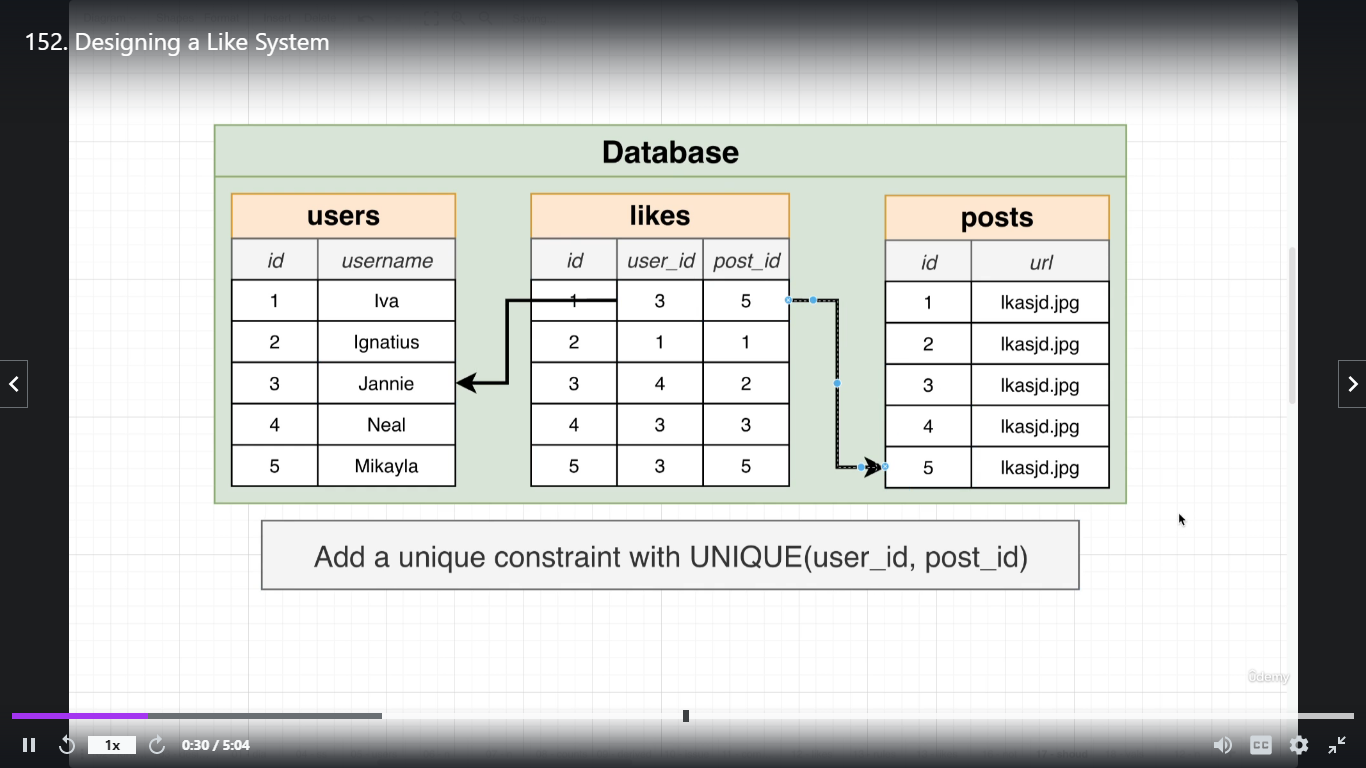 152. Designing a Like System
Database
users
id username
1 Iva
2 Ignatius
3 Jannie
4 Neal
5 Mikayla
likes
id user_id post_id
1 3 5
2 1 1
3 4 2
4 3 3
5 3 5
posts
id url
1 lkasjd.jpg
2 lkasjd.jpg
3 lkasjd.jpg
4 lkasjd.jpg
5 lkasjd.jpg
Add a unique constraint with UNIQUE(user_id, post_id)
ûdemy
1x 0:30 / 5:04 CC